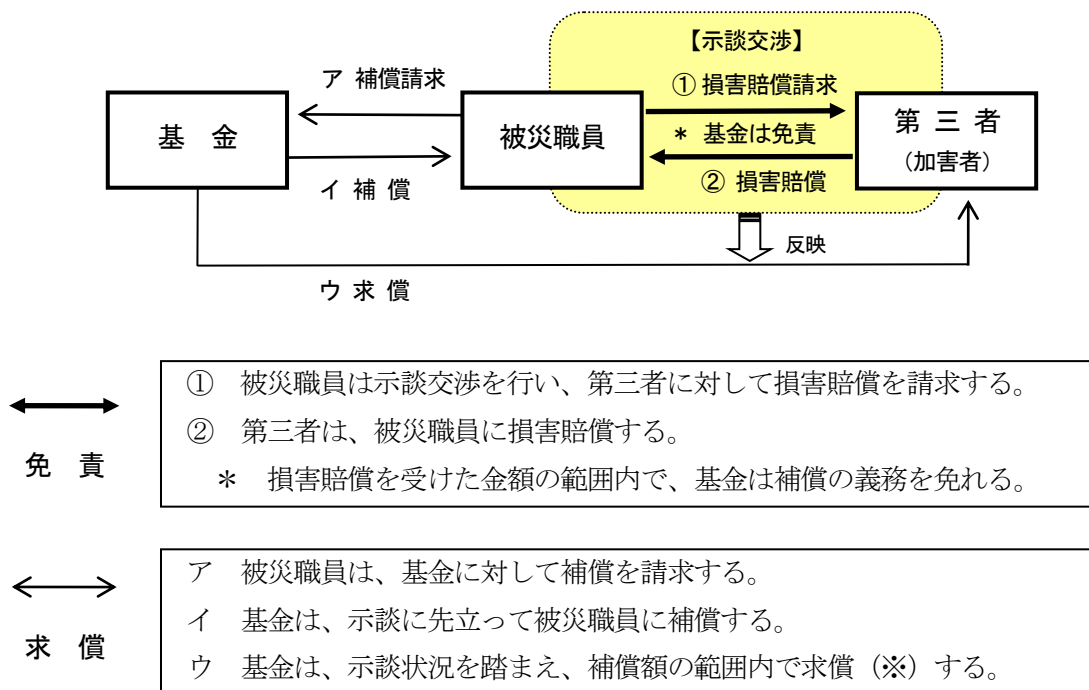 【示談交渉】
ア 補償請求
① 損害賠償請求
基 金
被災職員
* 基金は免責
第 三 者
(加害者)
イ 補 償
② 損害賠償
反映
ウ 求 償
① 被災職員は示談交渉を行い、第三者に対して損害賠償を請求する。
② 第三者は、被災職員に損害賠償する。
免 責
* 損害賠償を受けた金額の範囲内で、基金は補償の義務を免れる。
ア 被災職員は、基金に対して補償を請求する。
イ 基金は、示談に先立って被災職員に補償する。
求 償
ウ 基金は、示談状況を踏まえ、補償額の範囲内で求償(※)する。